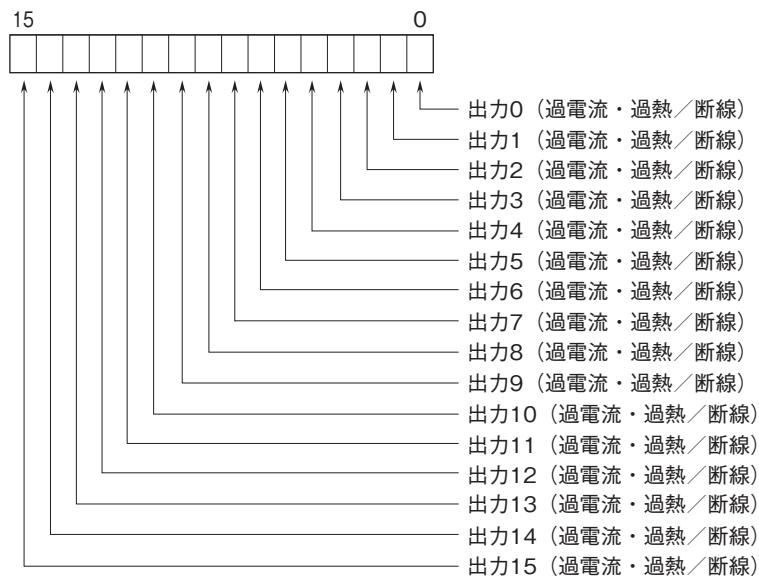 15 0
出力0（過電流・過熱／断線）
出力1（過電流・過熱／断線）
出力2（過電流・過熱／断線）
出力3（過電流・過熱／断線）
出力4（過電流・過熱／断線）
出力5（過電流・過熱／断線）
出力6（過電流・過熱／断線）
出力7（過電流・過熱／断線）
出力8（過電流・過熱／断線）
出力9（過電流・過熱／断線）
出力10（過電流・過熱／断線）
出力11（過電流・過熱／断線）
出力12（過電流・過熱／断線）
出力13（過電流・過熱／断線）
出力14（過電流・過熱／断線）
出力15（過電流・過熱／断線）